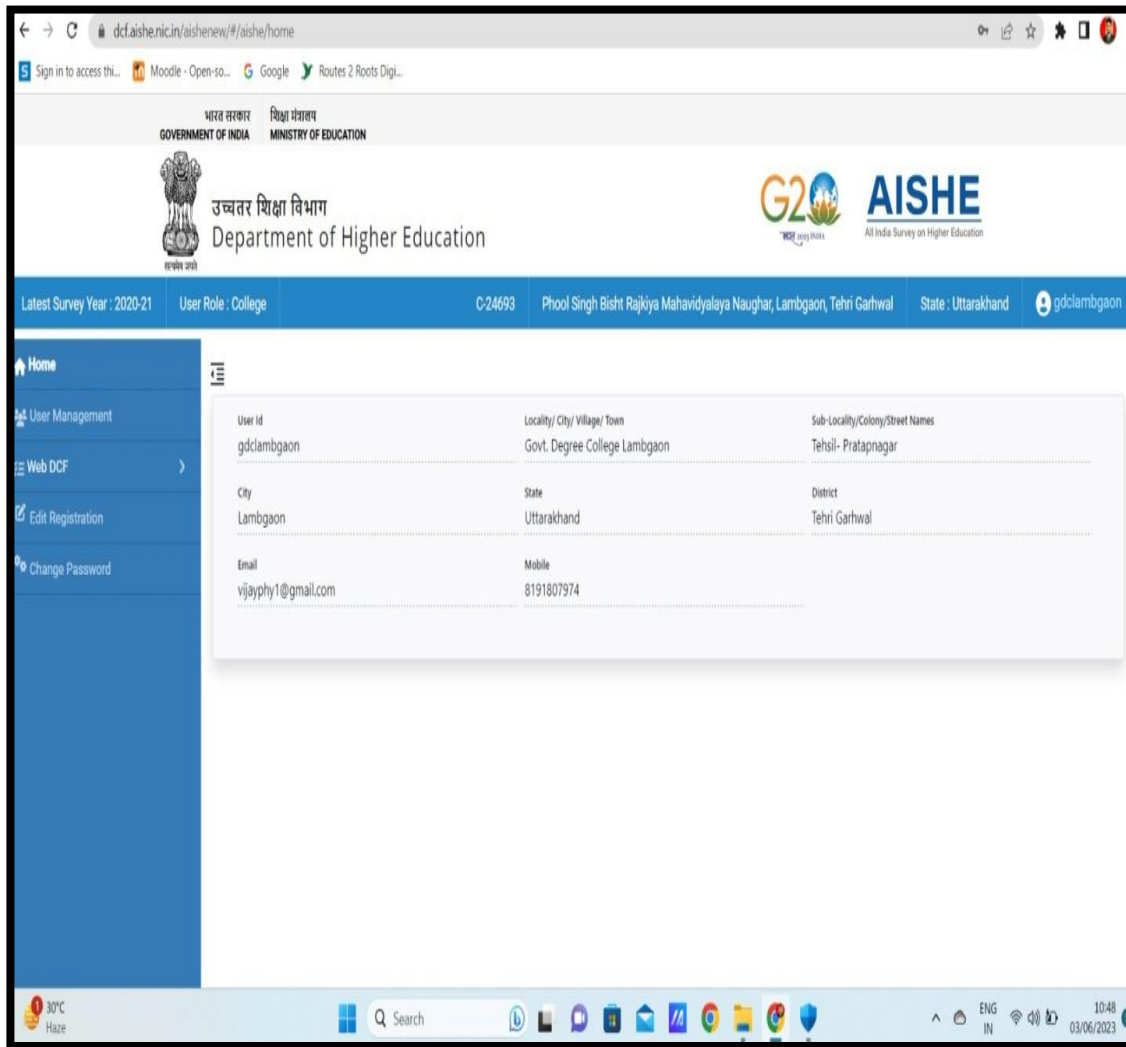 dcf.aishe.nic.in/aishenew/#/aishe/home
S Sign in to access thi... Moodle - Open-so... G Google Routes 2 Roots Digi...
भारत सरकार शिक्षा मंत्रालय
GOVERNMENT OF INDIA MINISTRY OF EDUCATION
उच्चतर शिक्षा विभाग
Department of Higher Education
सत्यमेव जयते
G20
AISHE
All India Survey on Higher Education
Latest Survey Year : 2020-21 User Role : College C-24693 Phool Singh Bisht Rajkiya Mahavidyalaya Naughar, Lambgaon, Tehri Garhwal State : Uttarakhand gdclambgaon
Home
User Management
Web DCF
Edit Registration
Change Password
User Id Locality/ City/ Village/ Town Sub-Locality/Colony/Street Names
gdclambgaon Govt. Degree College Lambgaon Tehsil- Pratapnagar
City State District
Lambgaon Uttarakhand Tehri Garhwal
Email Mobile
vijayphy1@gmail.com 8191807974
1 30°C
Haze
Search
ENG
IN
10:48
03/06/2023